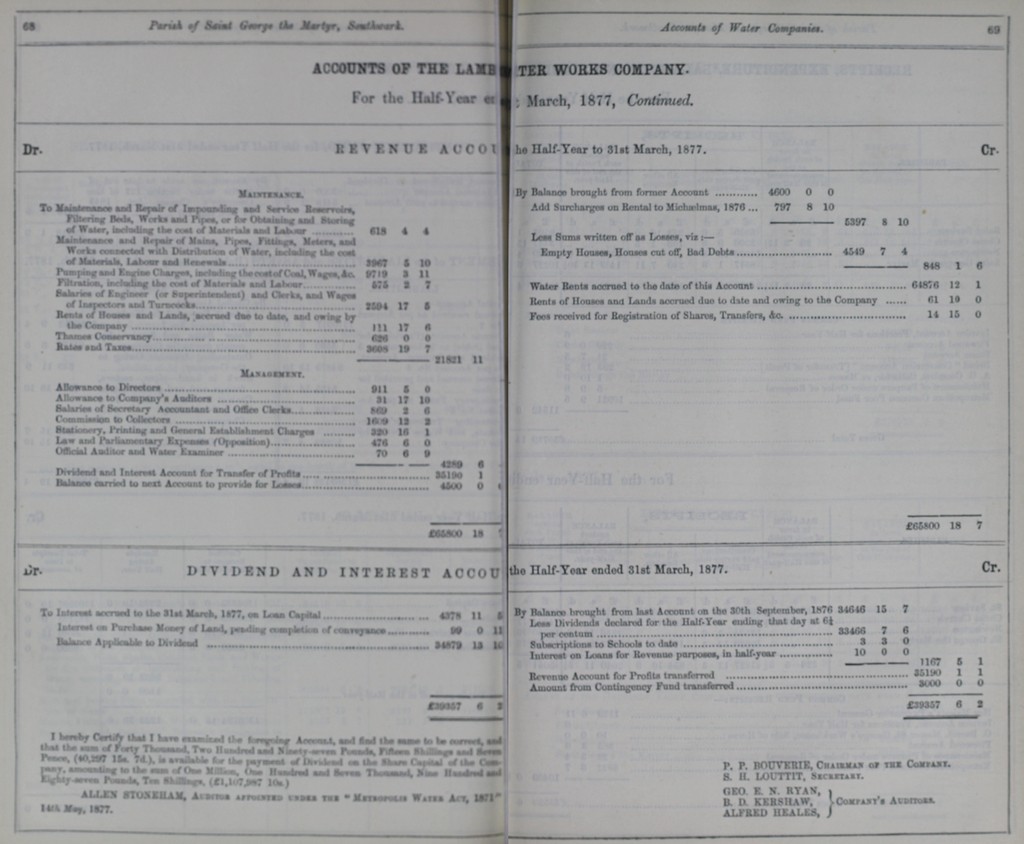 68
Parish of Saint George the Martyr, Southwark.
ACCOUNTS OF THE LAMB
For the Half-Year
Dr.
REVENUE ACCOU
MAINTENANCE.
To Maintenance and Repair of Impounding and Service Reservoirs,
Filtering Beds, Works and Pipes, or for Obtaining and Storing
of Water, including the cost of Materials and Labour ............ 618 4 4
Maintenance and Repair of Mains, Pipes, Fittings, Meters, and
Works connected with Distribution of Water, including the cost
of Materials, Labour and Renewals ............ 3967 5 10
Pumping and Engine Charges, including the cost of Coal, Wages, &c. 9719 3 11
Filtration, including the cost of Materials and Labour ............ 575 2 7
Salaries of Engineer (or Superintendent) and Clerks, and Wages
of Inspectors and Turncocks ............ 2594 17 5
Rents of Houses and Lands, accrued due to date, and owing by
the Company ............ 111 17 6
Thames Conservancy ............ 626 0 0
Rates and Taxes ............ 3608 19 7
21821 11
MANAGEMENT.
Allowance to Directors ............ 911 5 0
Allowance to Company's Auditors ............ 31 17 10
Salaries of Secretary Accountant and Office Clerks ............ 869 2 6
Commission to Collectors ............ 1609 12 2
Stationery, Printing and General Establishment Charges ............ 320 16 1
Law and Parliamentary Expenses (Opposition) ............ 476 6 0
Official Auditor and Water Examiner ............ 70 6 9
4289 6
Dividend and Interest Account for Transfer of Profits ............ 35190 1
Balance carried to next Account to provide for Losses ............ 4500 0
£65800 18
Dr.
DIVIDEND AND INTEREST ACCOU
To Interest accrued to the 31st March, 1877, on Loan Capital ............ 4378 11
Interest on Purchase Money of Land, pending completion of conveyance ............ 99 0 11
Balance Applicable to Dividend ............ 34879 13
£39357 6
I hereby Certify that I have examined the foregoing Account, and find the same to be correct, and
that the sum of Forty Thousand, Two Hundred and Ninety-seven Pounds, Fifteen Shillings and Seven
Pence, (40,297 15s. 7d.), is available for the payment of Dividend on the Share Capital of the Com-
pany, amounting to the sum of One Million, One Hundred and Seven Thousand, Nine Hundred and
Eighty-seven Pounds, Ten Shillings, (£1,107,987 10s.)
ALLEN STONEHAM, AUDITOR APPOINTED UNDER THE "METROPOLIS WATER ACT, 1871"
14th May, 1877.
Accounts of Water Companies.
69
TER WORKS COMPANY.
March, 1877, Continued.
he Half-Year to 31st March, 1877.
Cr.
By Balance brought from former Account ............ 4600 0 0
Add Surcharges on Rental to Michaelmas, 1876 ... 797 8 10
5397 8 10
Less Sums written off as Losses, viz :—
Empty Houses, Houses cut off, Bad Debts ............ 4549 7 4
848 1 6
Water Rents accrued to the date of this Account ............ 64876 12 1
Rents of Houses and Lands accrued due to date and owing to the Company ...... 61 10 0
Fees received for Registration of Shares, Transfers, &c. ............ 14 15 0
£65800 18 7
the Half-Year ended 31st March, 1877.
Cr.
By Balance brought from last Account on the 30th September, 1876 34646 15 7
Less Dividends declared for the Half-Year ending that day at 6¼
per centum ............ 33466 7 6
Subscriptions to Schools to date ............ 3 3 0
Interest on Loans for Revenue purposes, in half-year ............ 10 0 0
1167 5 1
Revenue Account for Profits transferred ............ 35190 1 1
Amount from Contingency Fund transferred ............ 3000 0 0
£39357 6 2
P. P. BOUVERIE, CHAIRMAN OF THE COMPANY.
S. H. LOUTTIT, SECRETARY.
GEO. E. N. RYAN,
B. D. KERSHAW, } COMPANY'S AUDITORS.
ALFRED HEALES,